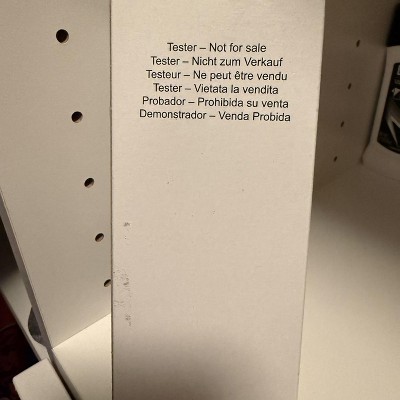 Tester – Not for sale
Tester – Nicht zum Verkauf
Testeur – Ne peut être vendu
Tester – Vietata la vendita
Probador – Prohibida su venta
Demonstrador – Venda Probida